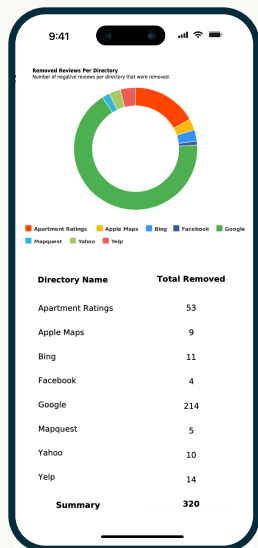 9:41
Removed Reviews Per Directory
Number of negative reviews per directory that were removed.
Apartment Ratings Apple Maps Bing Facebook Google
Mapquest Yahoo Yelp
Directory Name Total Removed
Apartment Ratings 53
Apple Maps 9
Bing 11
Facebook 4
Google 214
Mapquest 5
Yahoo 10
Yelp 14
Summary 320